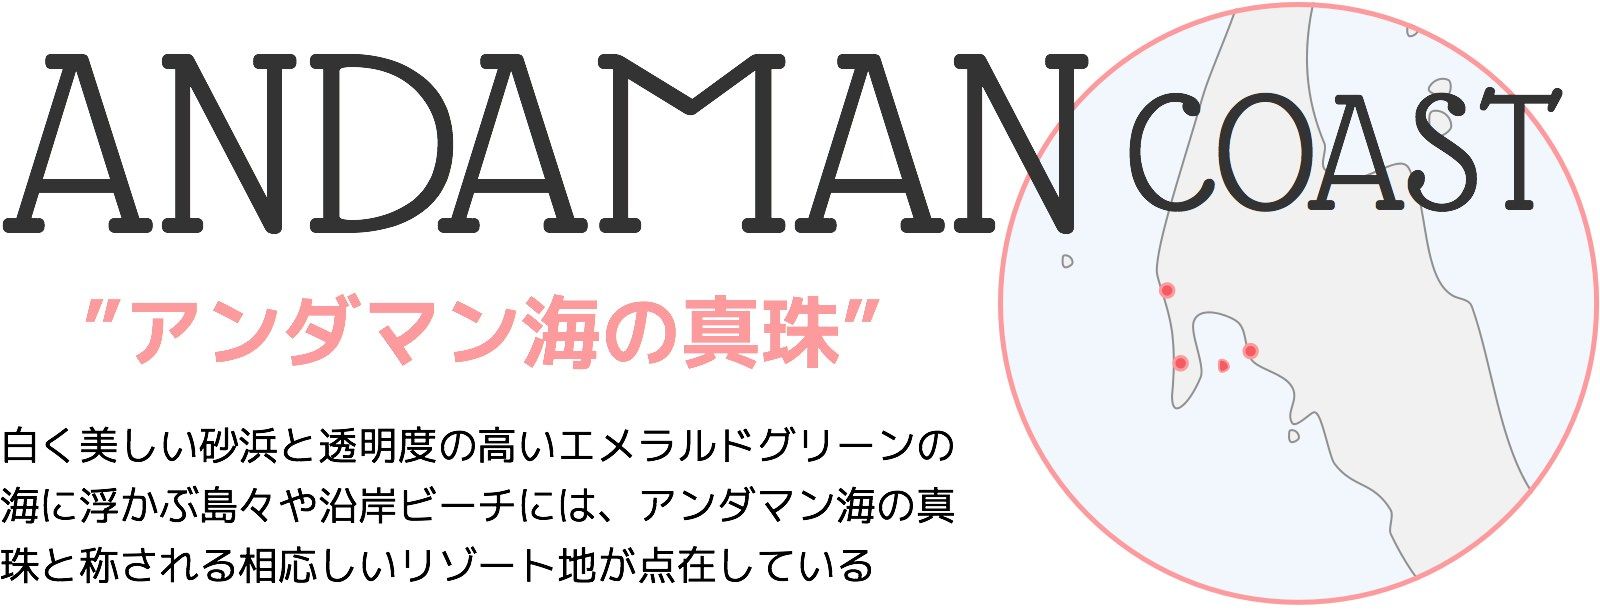 ANDAMAN COAST
”アンダマン海の真珠”
白く美しい砂浜と透明度の高いエメラルドグリーンの
海に浮かぶ島々や沿岸ビーチには、アンダマン海の真
珠と称される相応しいリゾート地が点在している